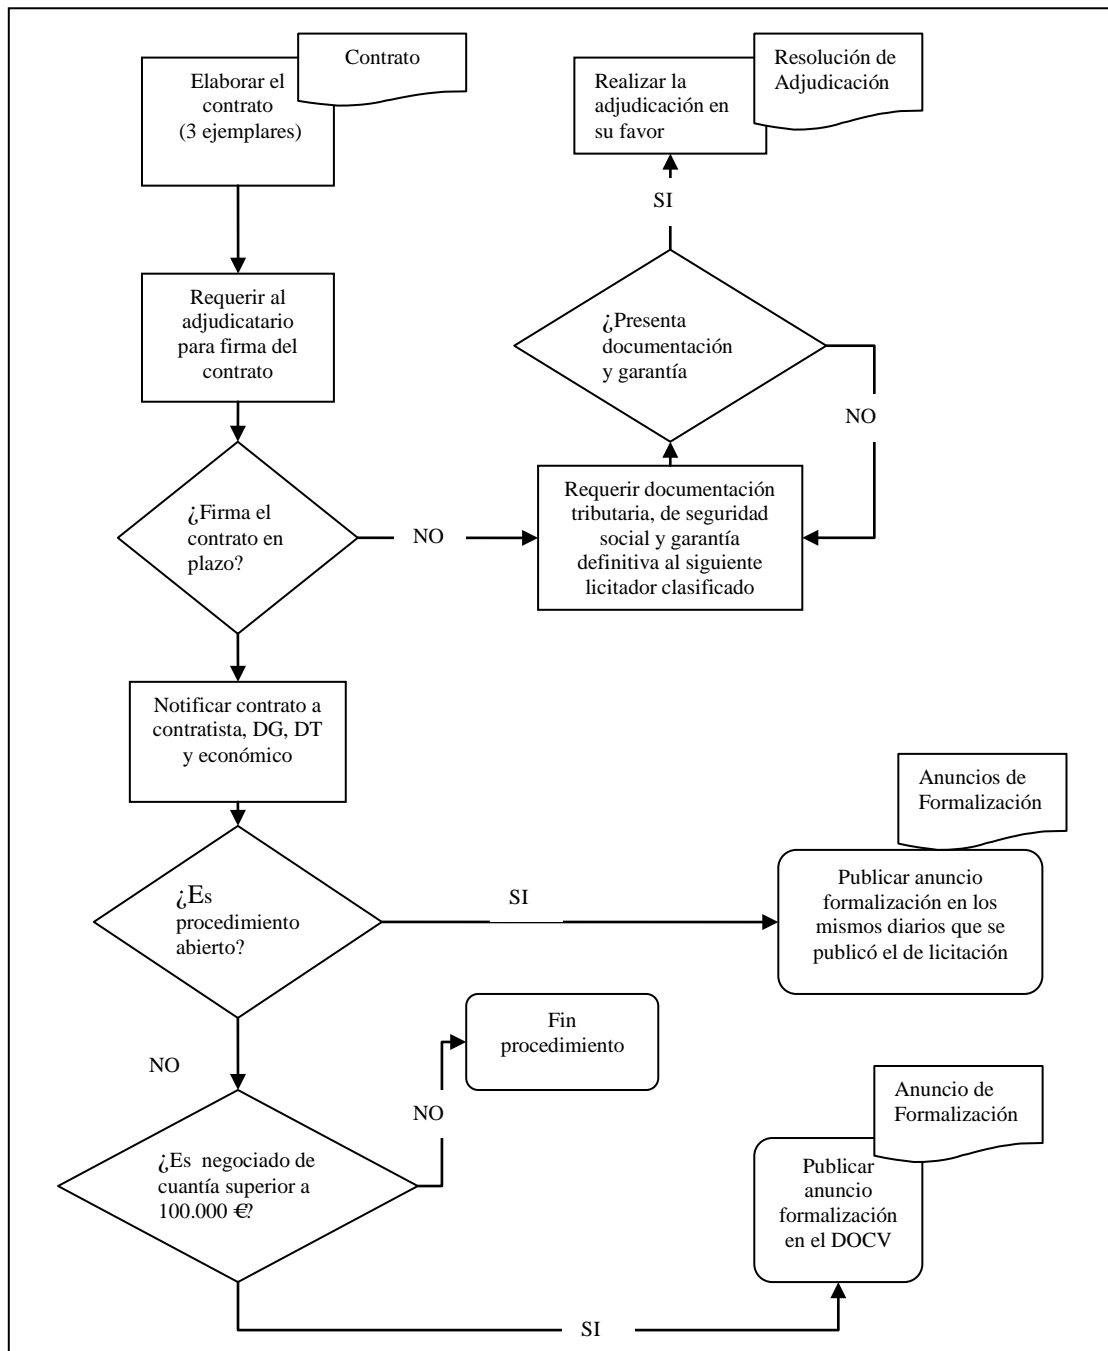 Contrato
Elaborar el
contrato
(3 ejemplares)
Resolución de
Adjudicación
Realizar la
adjudicación en
su favor
SI
Requerir al
adjudicatario
para firma del
contrato
¿Presenta
documentación
y garantía
NO
¿Firma el
contrato en
plazo?
NO
Requerir documentación
tributaria, de seguridad
social y garantía
definitiva al siguiente
licitador clasificado
Notificar contrato a
contratista, DG, DT
y económico
Anuncios de
Formalización
¿Es
procedimiento
abierto?
SI
Publicar anuncio
formalización en los
mismos diarios que se
publicó el de licitación
NO
Fin
procedimiento
NO
Anuncio de
Formalización
¿Es  negociado de
cuantía superior a
100.000 €?
Publicar
anuncio
formalización
en el DOCV
SI